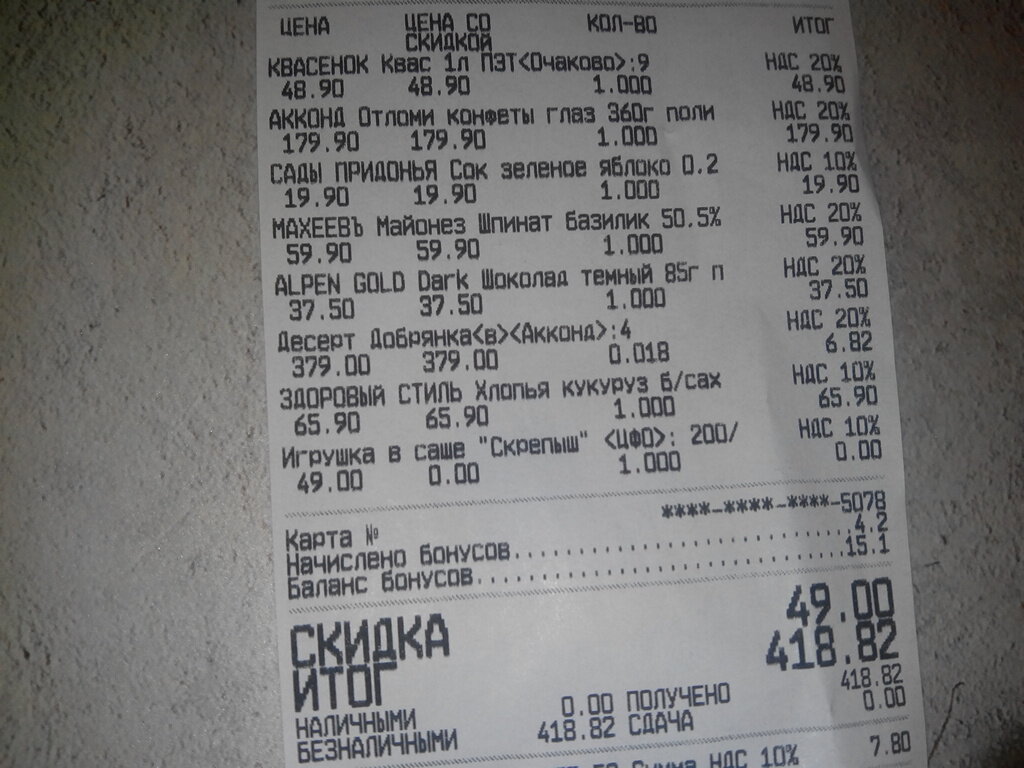 ЦЕНА ЦЕНА СО СКИДКОЙ КОЛ-ВО ИТОГ
КВАСЕНОК Квас 1л ПЭТ<Очаково>:9 НДС 20%
48.90 48.90 1.000 48.90
АККОНД Отломи конфеты глаз 360г поли НДС 20%
179.90 179.90 1.000 179.90
САДЫ ПРИДОНЬЯ Сок зеленое яблоко 0.2 НДС 10%
19.90 19.90 1.000 19.90
МАХЕЕВЪ Майонез Шпинат базилик 50.5% НДС 20%
59.90 59.90 1.000 59.90
ALPEN GOLD Dark Шоколад темный 85г п НДС 20%
37.50 37.50 1.000 37.50
Десерт Добрянка<в><Акконд>:4 НДС 20%
379.00 379.00 0.018 6.82
ЗДОРОВЫЙ СТИЛЬ Хлопья кукуруз б/сах НДС 10%
65.90 65.90 1.000 65.90
Игрушка в саше "Скрепыш" <ЦФО>: 200/ НДС 10%
49.00 0.00 1.000 0.00
Карта № ****-****-****-5078
Начислено бонусов 4.2
Баланс бонусов 15.1
СКИДКА 49.00
ИТОГ 418.82
НАЛИЧНЫМИ 0.00 ПОЛУЧЕНО 418.82
БЕЗНАЛИЧНЫМИ 418.82 СДАЧА 0.00
Сумма НДС 10% 7.80